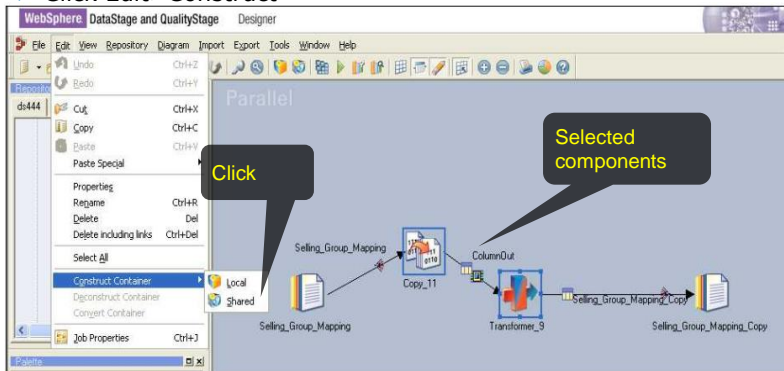 Click Edit Construct
WebSphere DataStage and QualityStage Designer
File Edit View Repository Diagram Import Export Tools Window Help
Undo Ctrl+Z
Redo Ctrl+Y
Cut Ctrl+X
Copy Ctrl+C
Paste Ctrl+V
Paste Special
Properties
Rename Ctrl+R
Delete Del
Delete including links Ctrl+Del
Select All
Construct Container
Deconstruct Container
Convert Container
Job Properties Ctrl+J
Local
Shared
ds444
Palette
Parallel
Click
Selected
components
Selling_Group_Mapping
ColumnOut
Copy_11
Selling_Group_Mapping_Copy
Selling_Group_Mapping
Transformer_9
Selling_Group_Mapping_Copy